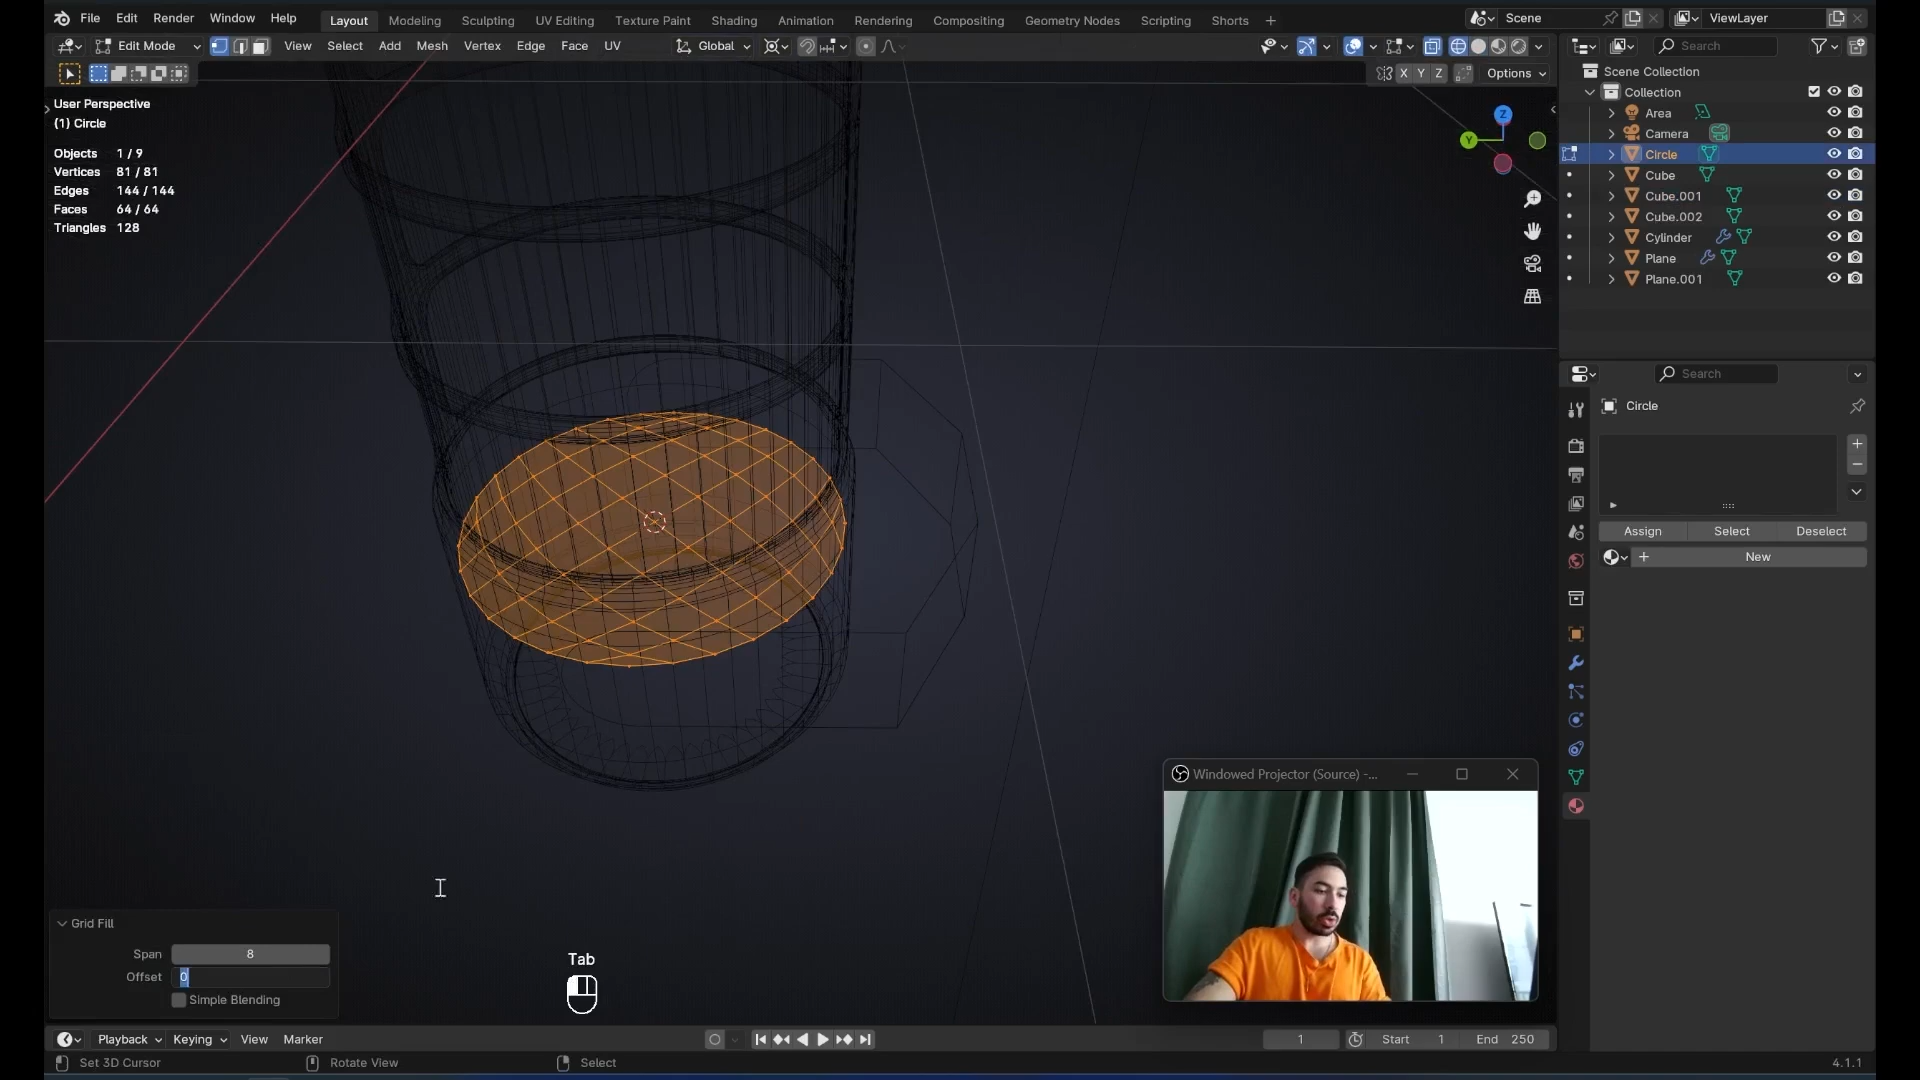 File Edit Render Window Help Layout Modeling Sculpting UV Editing Texture Paint Shading Animation Rendering Compositing Geometry Nodes Scripting Shorts + Scene ViewLayer
Edit Mode View Select Add Mesh Vertex Edge Face UV Global Search
X Y Z Options
User Perspective
(1) Circle
Objects 1 / 9
Vertices 81 / 81
Edges 144 / 144
Faces 64 / 64
Triangles 128
Z
Y
Scene Collection
Collection
Area
Camera
Circle
Cube
Cube.001
Cube.002
Cylinder
Plane
Plane.001
Search
Circle
Assign Select Deselect
New
Windowed Projector (Source) -...
Grid Fill
Span 8
Offset 0
Simple Blending
Tab
Playback Keying View Marker 1 Start 1 End 250
Set 3D Cursor Rotate View Select 4.1.1